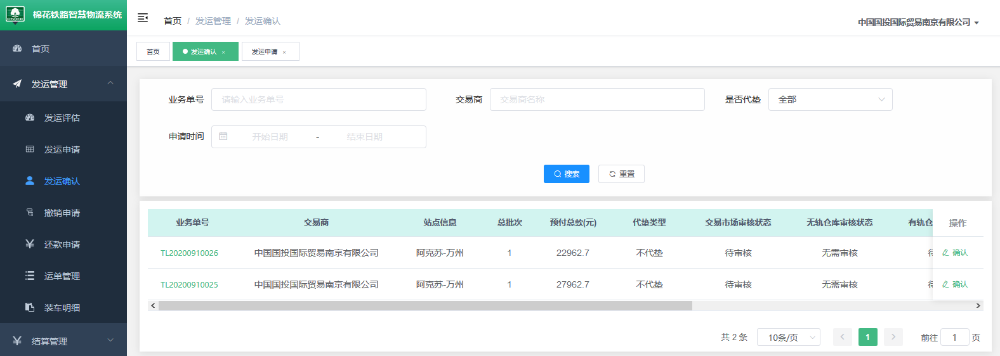 棉花铁路智慧物流系统
首页 / 发运管理 / 发运确认
中国国投国际贸易南京有限公司
首页
发运确认 ×
发运申请 ×
首页
发运管理
发运评估
发运申请
发运确认
撤销申请
还款申请
运单管理
装车明细
结算管理
业务单号 请输入业务单号 交易商 交易商名称 是否代垫 全部
申请时间 开始日期 - 结束日期
搜索 重置
业务单号 交易商 站点信息 总批次 预付总款(元) 代垫类型 交易市场审核状态 无轨仓库审核状态 有轨仓 操作
TL20200910026 中国国投国际贸易南京有限公司 阿克苏-万州 1 22962.7 不代垫 待审核 无需审核 确认
TL20200910025 中国国投国际贸易南京有限公司 阿克苏-万州 1 27962.7 不代垫 待审核 无需审核 确认
共 2 条 10条/页 1 前往 1 页